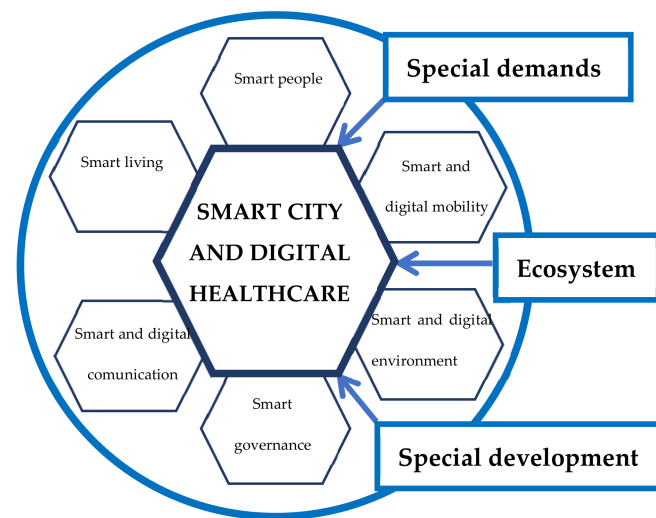 Smart people
Special demands
Smart living
Smart and
digital mobility
SMART CITY
AND DIGITAL
HEALTHCARE
Ecosystem
Smart and digital
comunication
Smart and digital
environment
Smart
governance
Special development